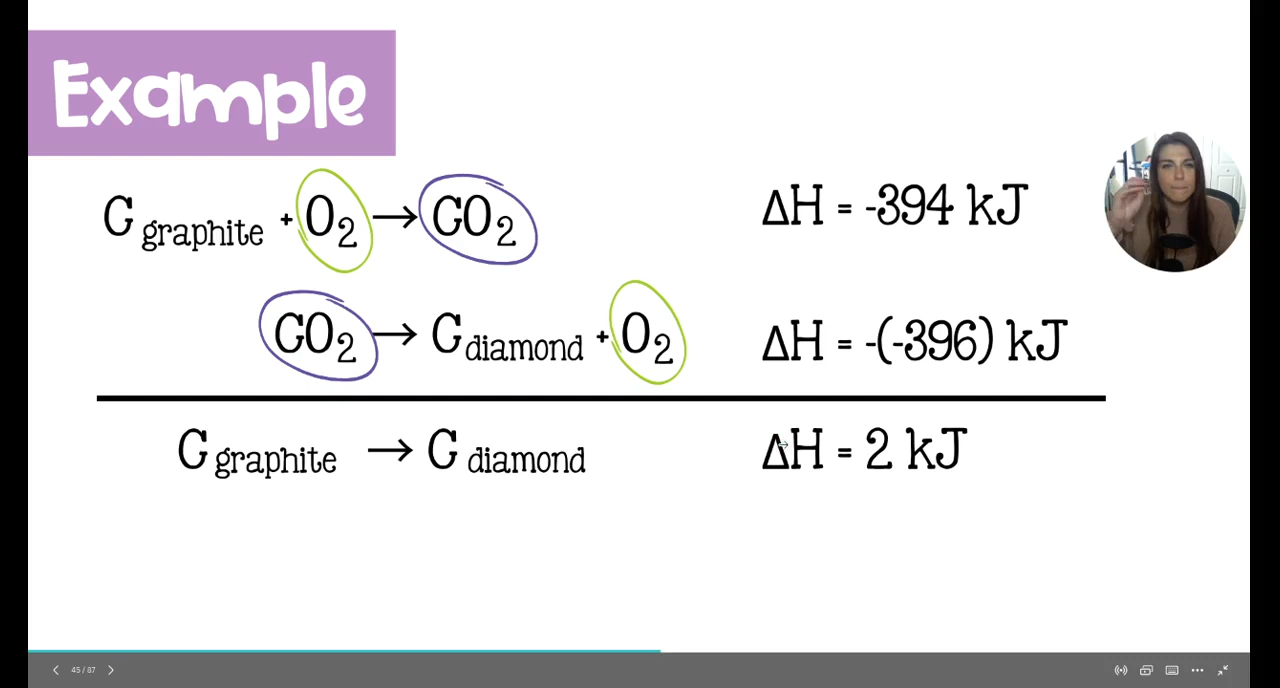 Example
C graphite + O₂ → CO₂ ΔH = -394 kJ
CO₂ → C diamond + O₂ ΔH = -(-396) kJ
C graphite → C diamond ΔH = 2 kJ
45 / 87